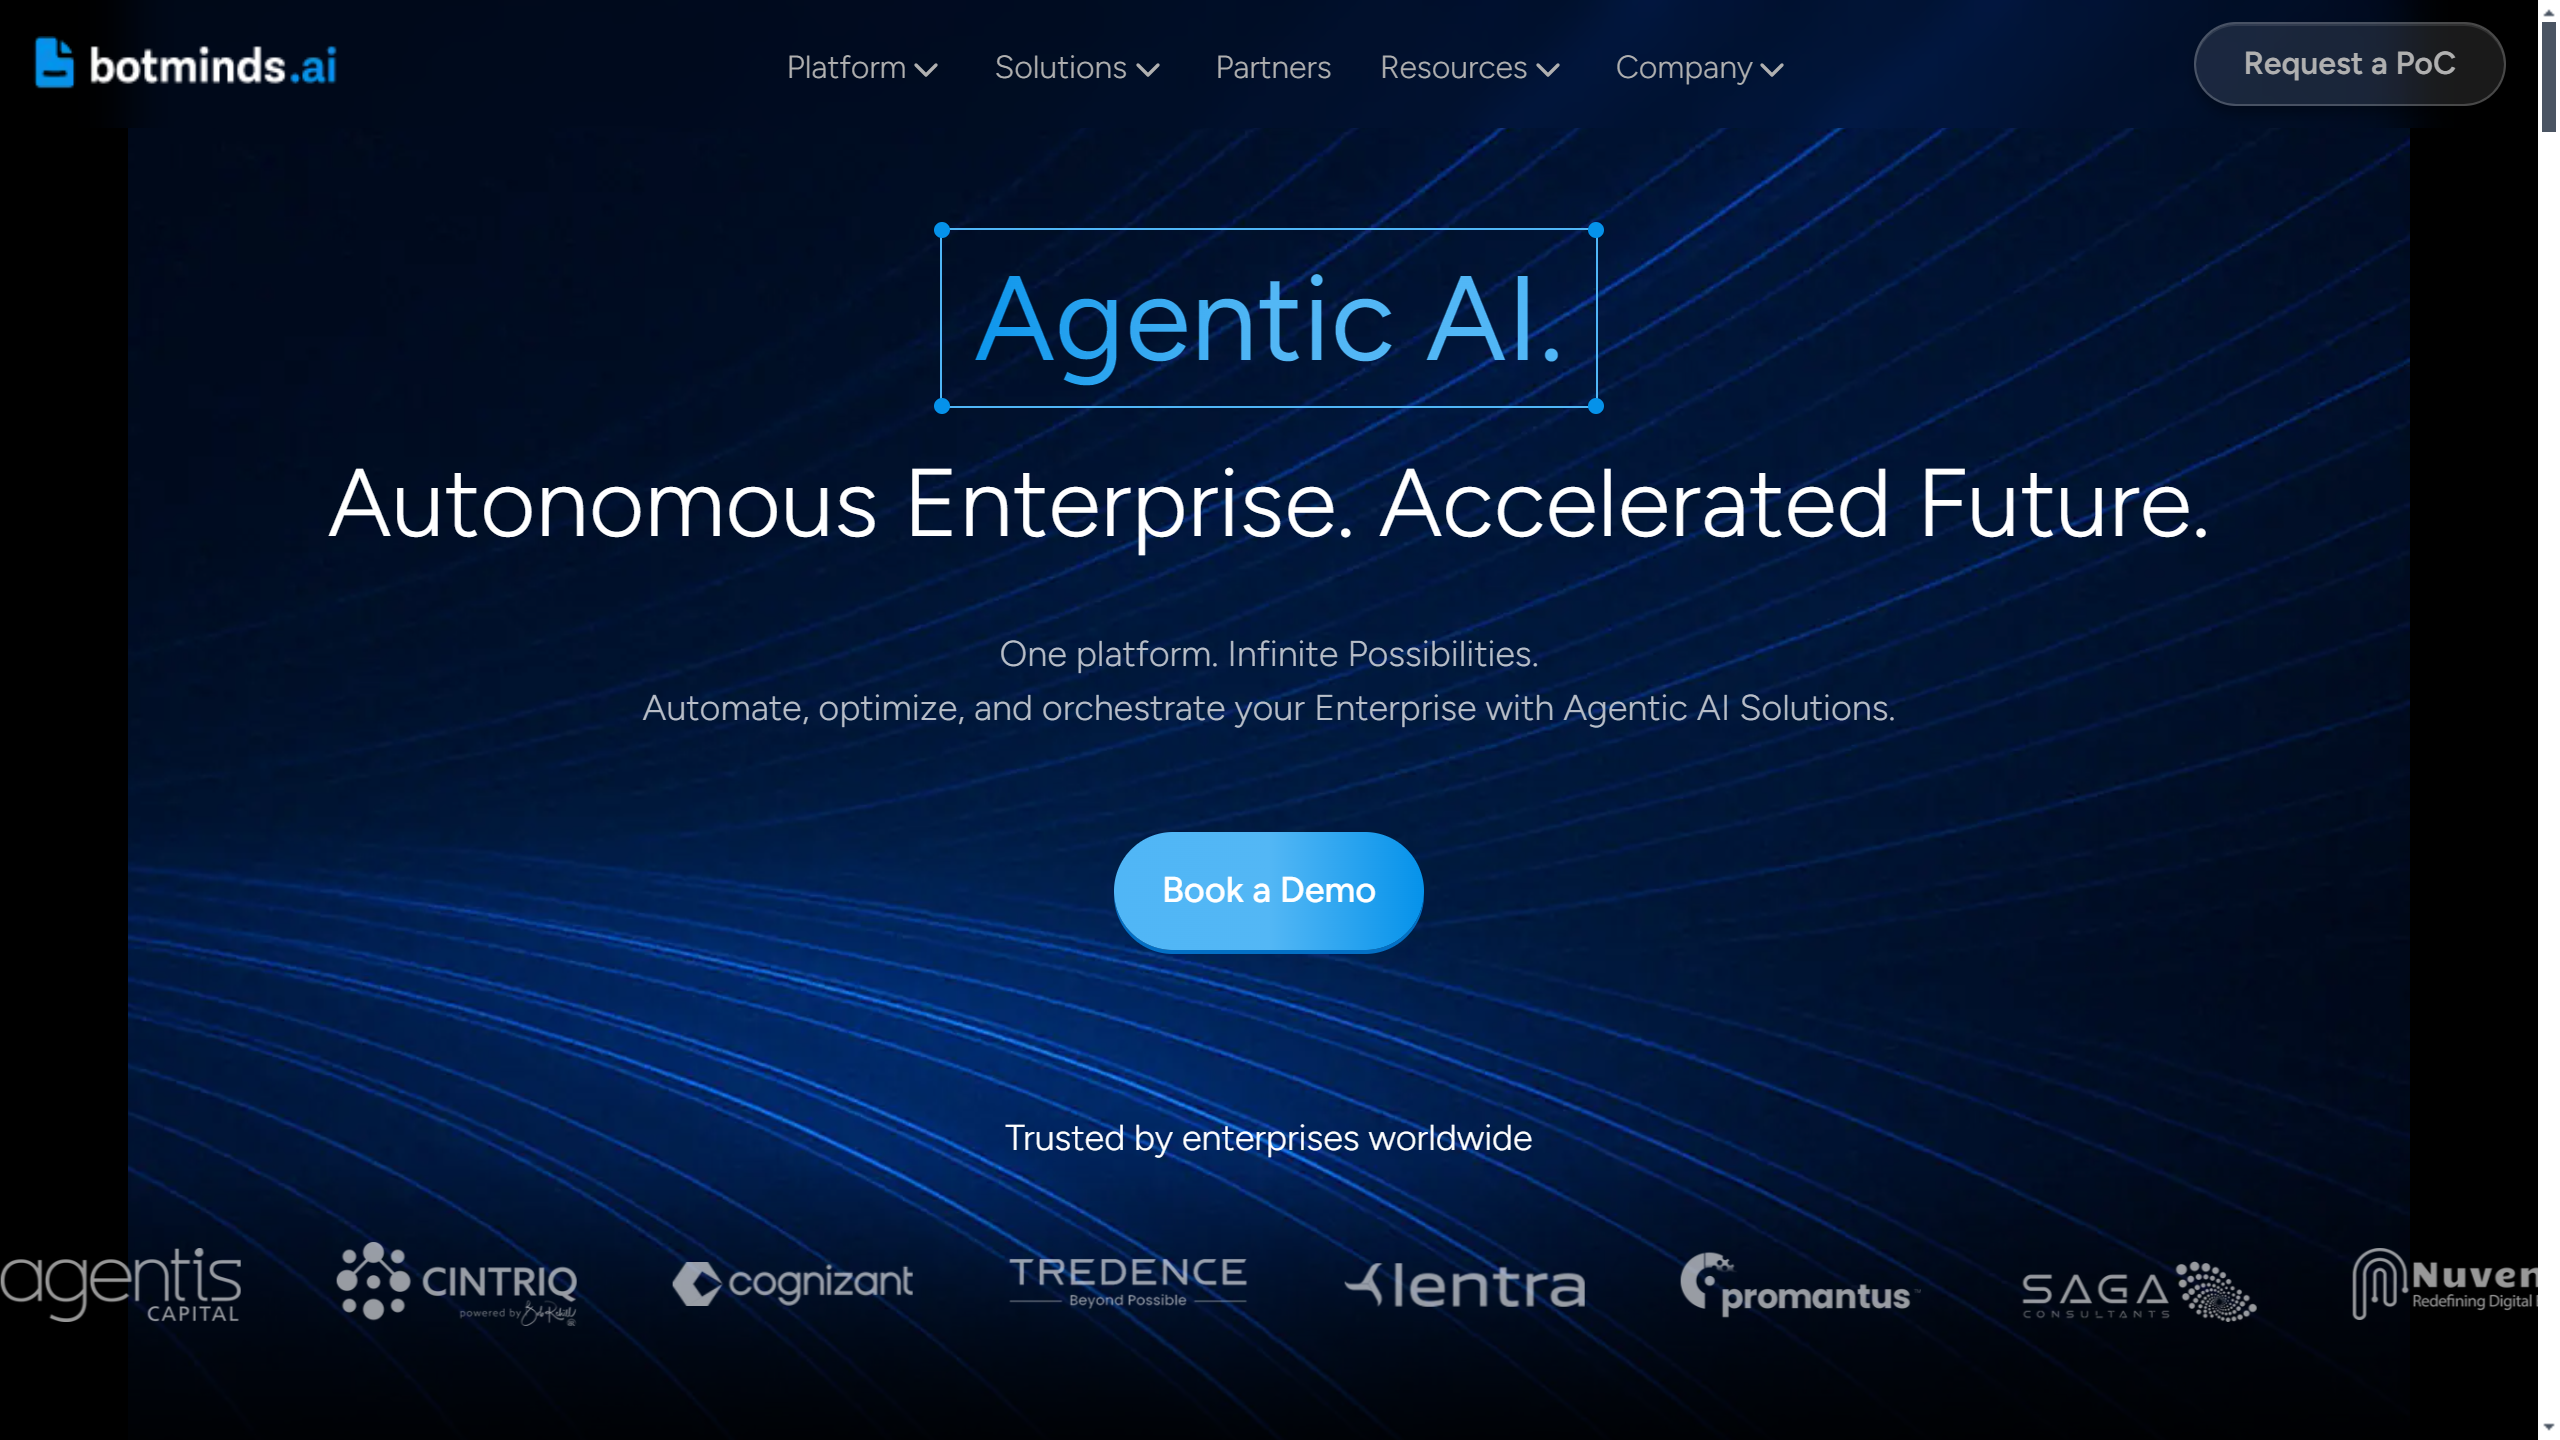 botminds.ai
Platform
Solutions
Partners
Resources
Company
Request a PoC
Agentic AI.
Autonomous Enterprise. Accelerated Future.
One platform. Infinite Possibilities.
Automate, optimize, and orchestrate your Enterprise with Agentic AI Solutions.
Book a Demo
Trusted by enterprises worldwide
agentis
CAPITAL
CINTRIQ
powered by
cognizant
TREDENCE
Beyond Possible
lentra
promantus
SAGA
CONSULTANTS
Nuven
Redefining Digital